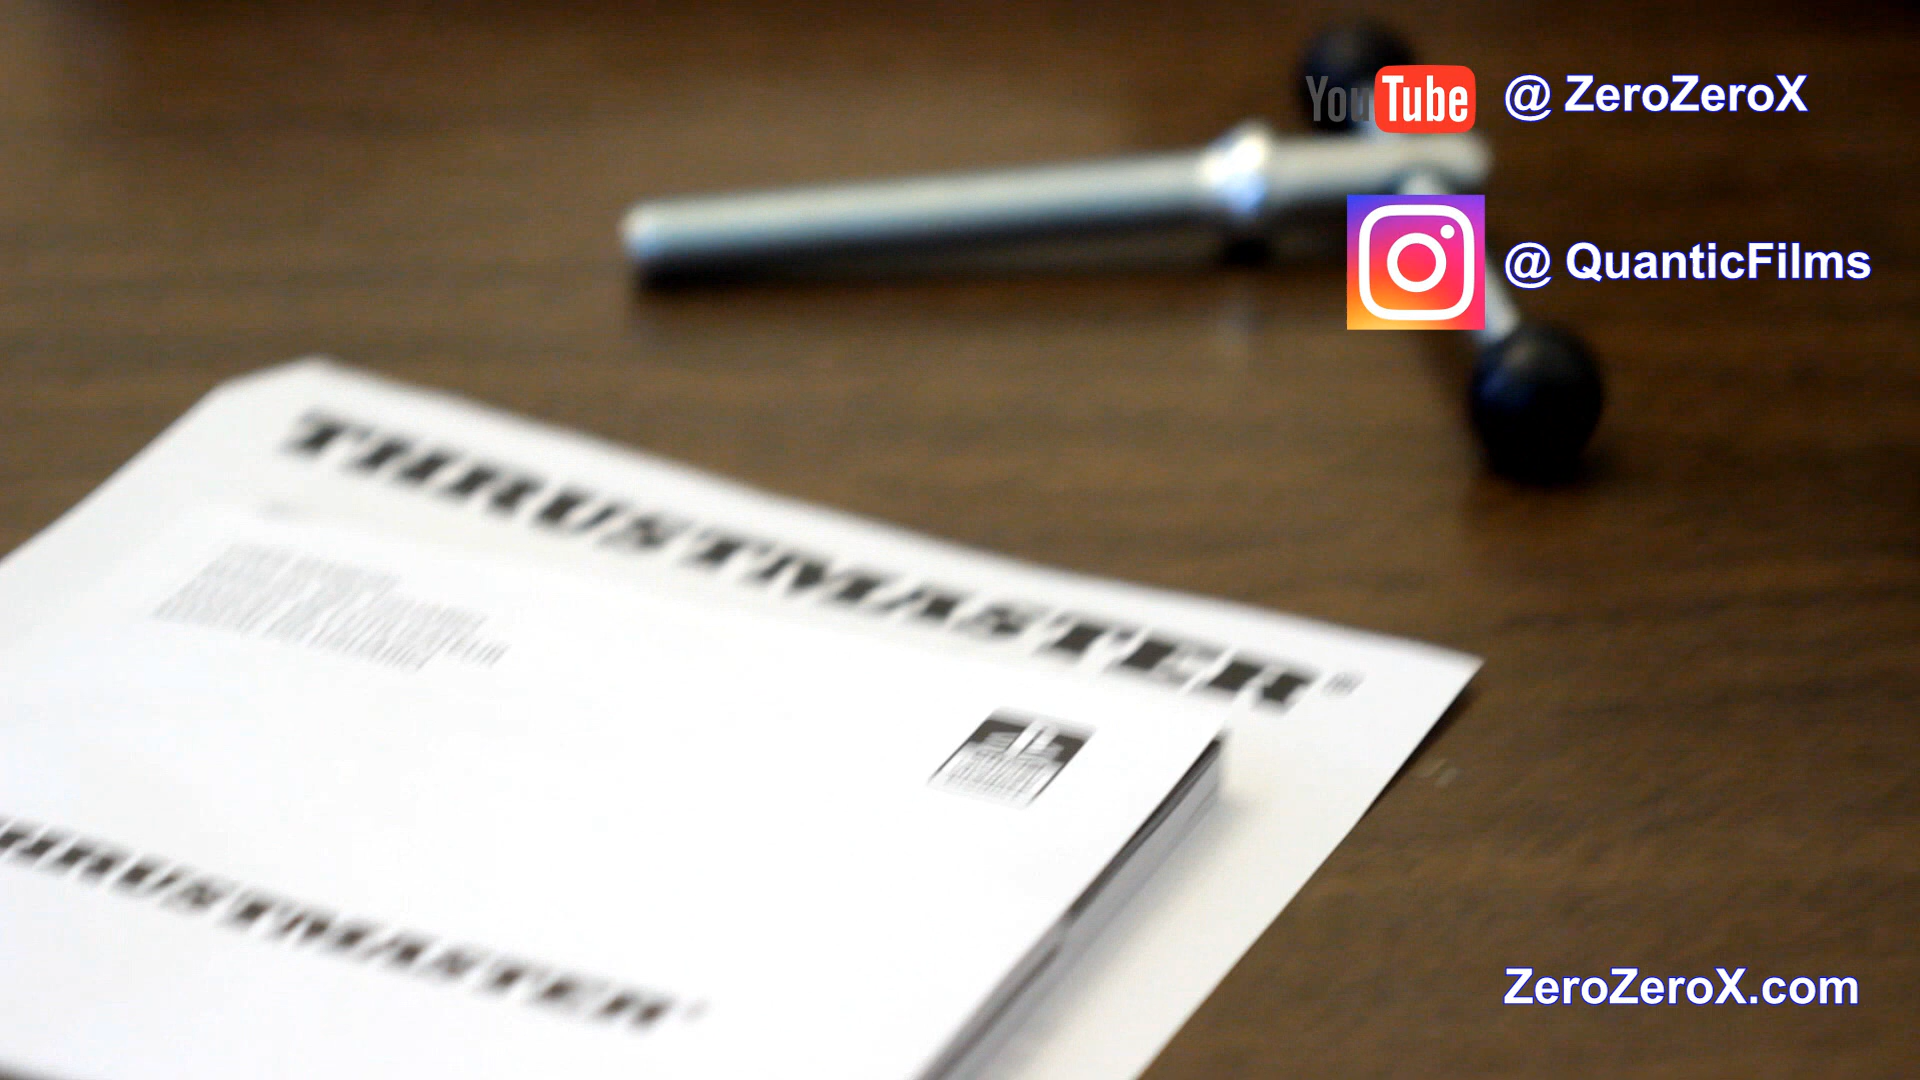 YouTube @ ZeroZeroX
@ QuanticFilms
THRUSTMASTER®
THRUSTMASTER
ZeroZeroX.com